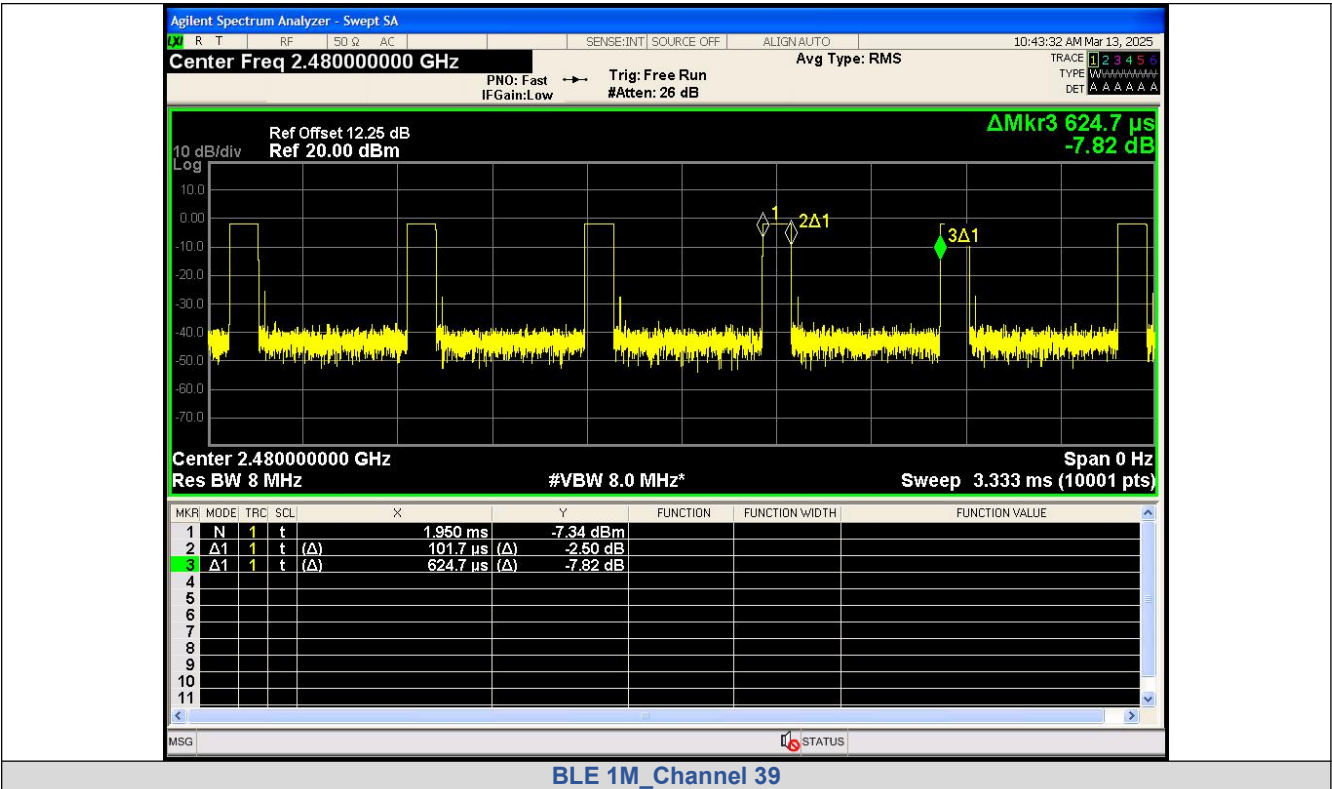 Agilent Spectrum Analyzer - Swept SA
LXI R T RF 50 Ω AC SENSE:INT SOURCE OFF ALIGN AUTO 10:43:32 AM Mar 13, 2025
Center Freq 2.480000000 GHz
PNO: Fast
IFGain:Low
Trig: Free Run
#Atten: 26 dB
Avg Type: RMS
TRACE 1 2 3 4 5 6
TYPE W
DET A A A A A A
ΔMkr3 624.7 µs
-7.82 dB
Ref Offset 12.25 dB
10 dB/div Ref 20.00 dBm
Log
10.0
0.00
-10.0
-20.0
-30.0
-40.0
-50.0
-60.0
-70.0
1
2Δ1
3Δ1
Center 2.480000000 GHz Span 0 Hz
Res BW 8 MHz #VBW 8.0 MHz* Sweep 3.333 ms (10001 pts)
MKR MODE TRC SCL X Y FUNCTION FUNCTION WIDTH FUNCTION VALUE
1 N 1 t 1.950 ms -7.34 dBm
2 Δ1 1 t (Δ) 101.7 µs (Δ) -2.50 dB
3 Δ1 1 t (Δ) 624.7 µs (Δ) -7.82 dB
4
5
6
7
8
9
10
11
MSG STATUS
BLE 1M_Channel 39